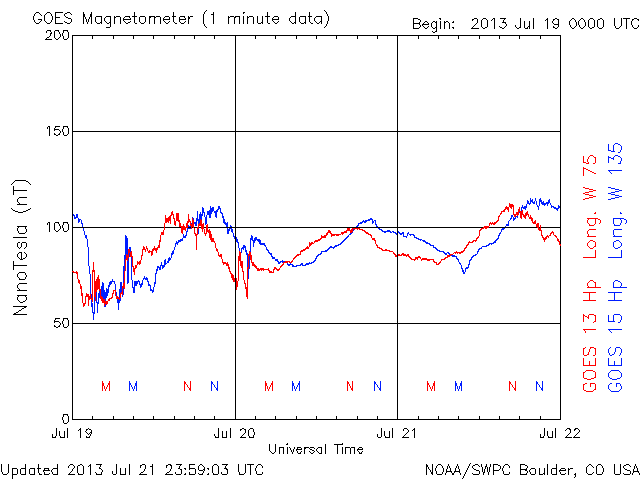 GOES Magnetometer (1 minute data)
Begin: 2013 Jul 19 0000 UTC
200
150
100
50
0
NanoTesla (nT)
M M N N M M N N M M N N
Jul 19 Jul 20 Jul 21 Jul 22
Universal Time
GOES 13 Hp Long. W 75
GOES 15 Hp Long. W 135
Updated 2013 Jul 21 23:59:03 UTC
NOAA/SWPC Boulder, CO USA